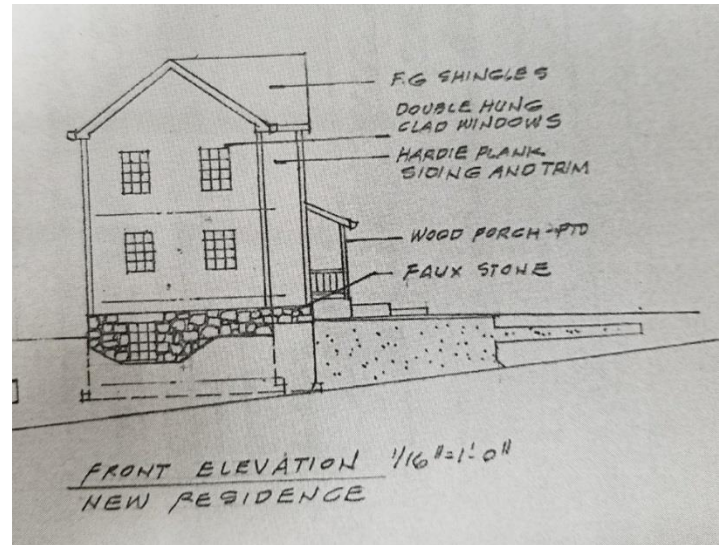 F.G SHINGLES
DOUBLE HUNG
CLAD WINDOWS
HARDIE PLANK
SIDING AND TRIM
WOOD PORCH-PTD
FAUX STONE
FRONT ELEVATION 1/16"=1'-0"
NEW RESIDENCE